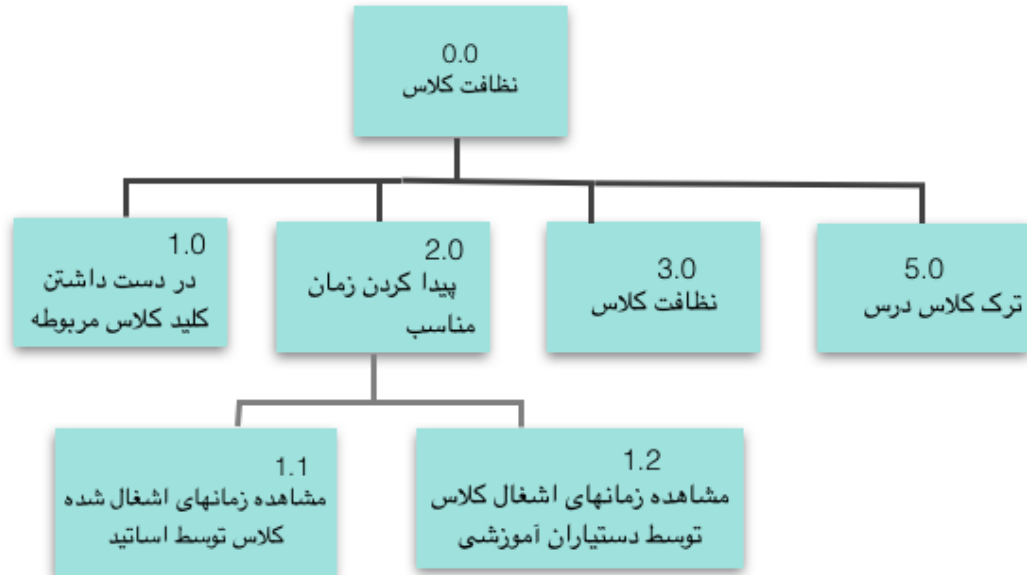 0.0
نظافت کلاس
1.0
در دست داشتن
کلید کلاس مربوطه
2.0
پیدا کردن زمان
مناسب
3.0
نظافت کلاس
5.0
ترک کلاس درس
1.1
مشاهده زمانهای اشغال شده
کلاس توسط اساتید
1.2
مشاهده زمانهای اشغال کلاس
توسط دستیاران آموزشی